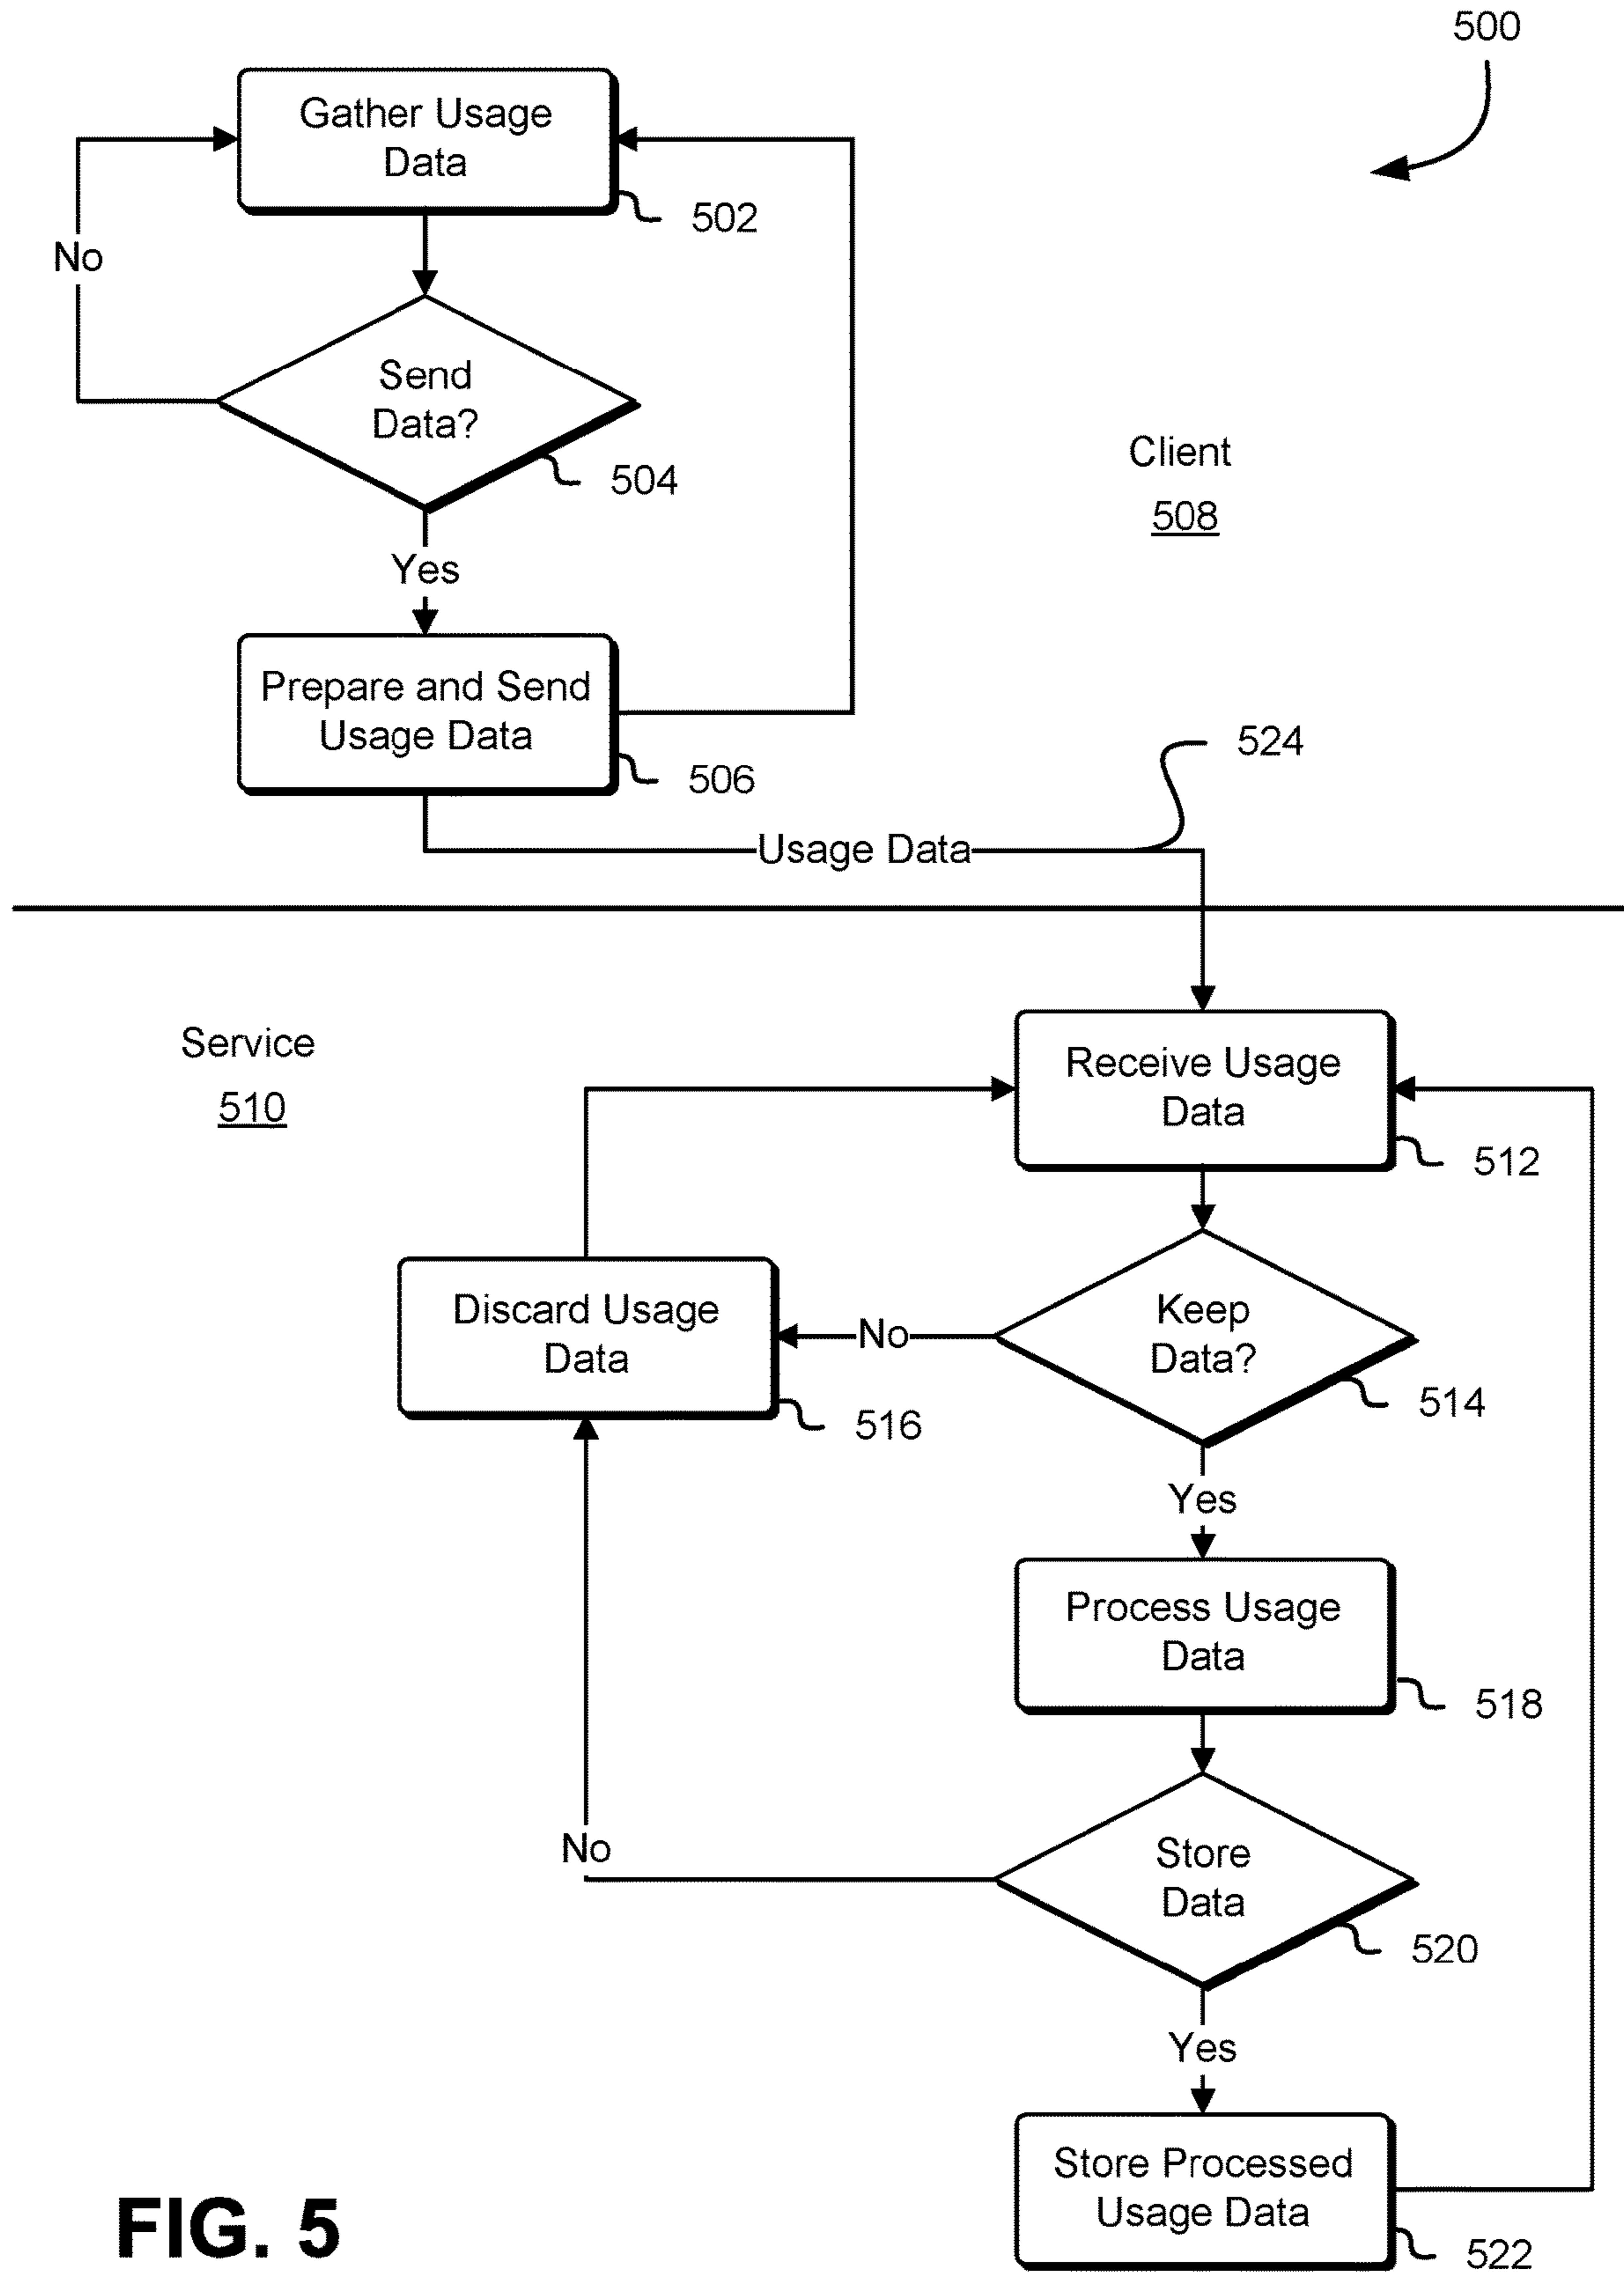 500
Gather Usage
Data
502
No
Send
Data?
504
Client
508
Yes
Prepare and Send
Usage Data
506
524
Usage Data
Service
510
Receive Usage
Data
512
Discard Usage
Data
516
No
Keep
Data?
514
Yes
Process Usage
Data
518
No
Store
Data
520
Yes
Store Processed
Usage Data
522
FIG. 5